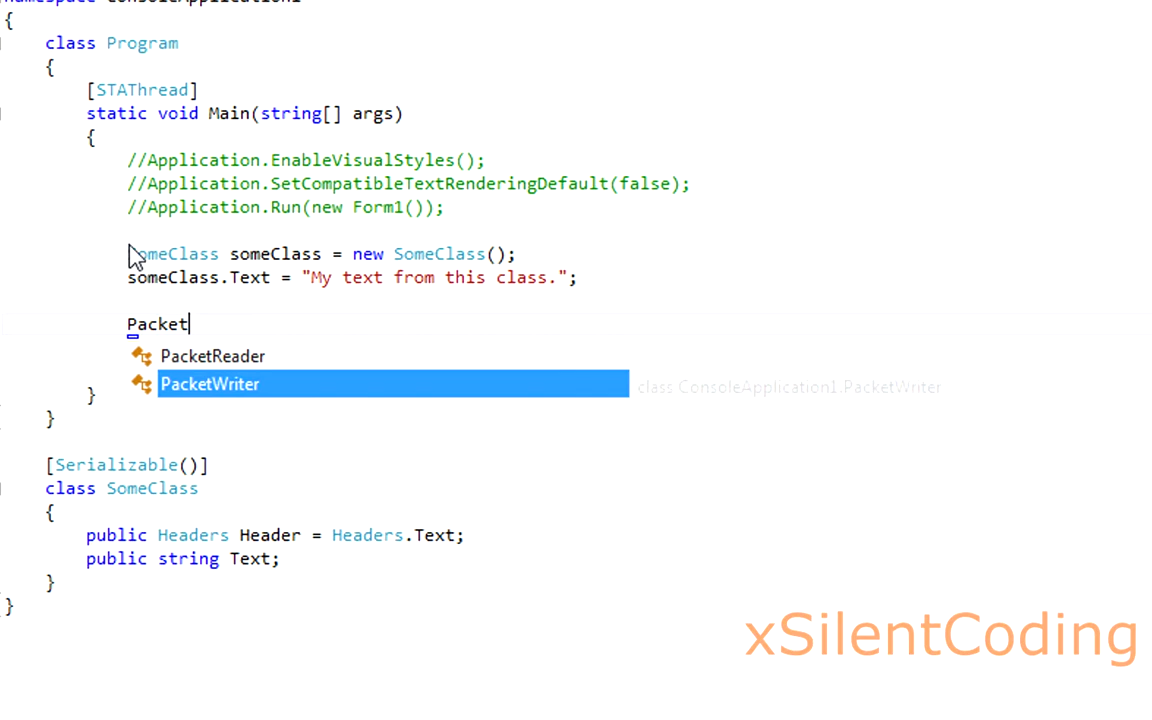 namespace ConsoleApplication1
{
class Program
{
[STAThread]
static void Main(string[] args)
{
//Application.EnableVisualStyles();
//Application.SetCompatibleTextRenderingDefault(false);
//Application.Run(new Form1());
SomeClass someClass = new SomeClass();
someClass.Text = "My text from this class.";
Packet
PacketReader
PacketWriter class ConsoleApplication1.PacketWriter
}
}
[Serializable()]
class SomeClass
{
public Headers Header = Headers.Text;
public string Text;
}
}
xSilentCoding